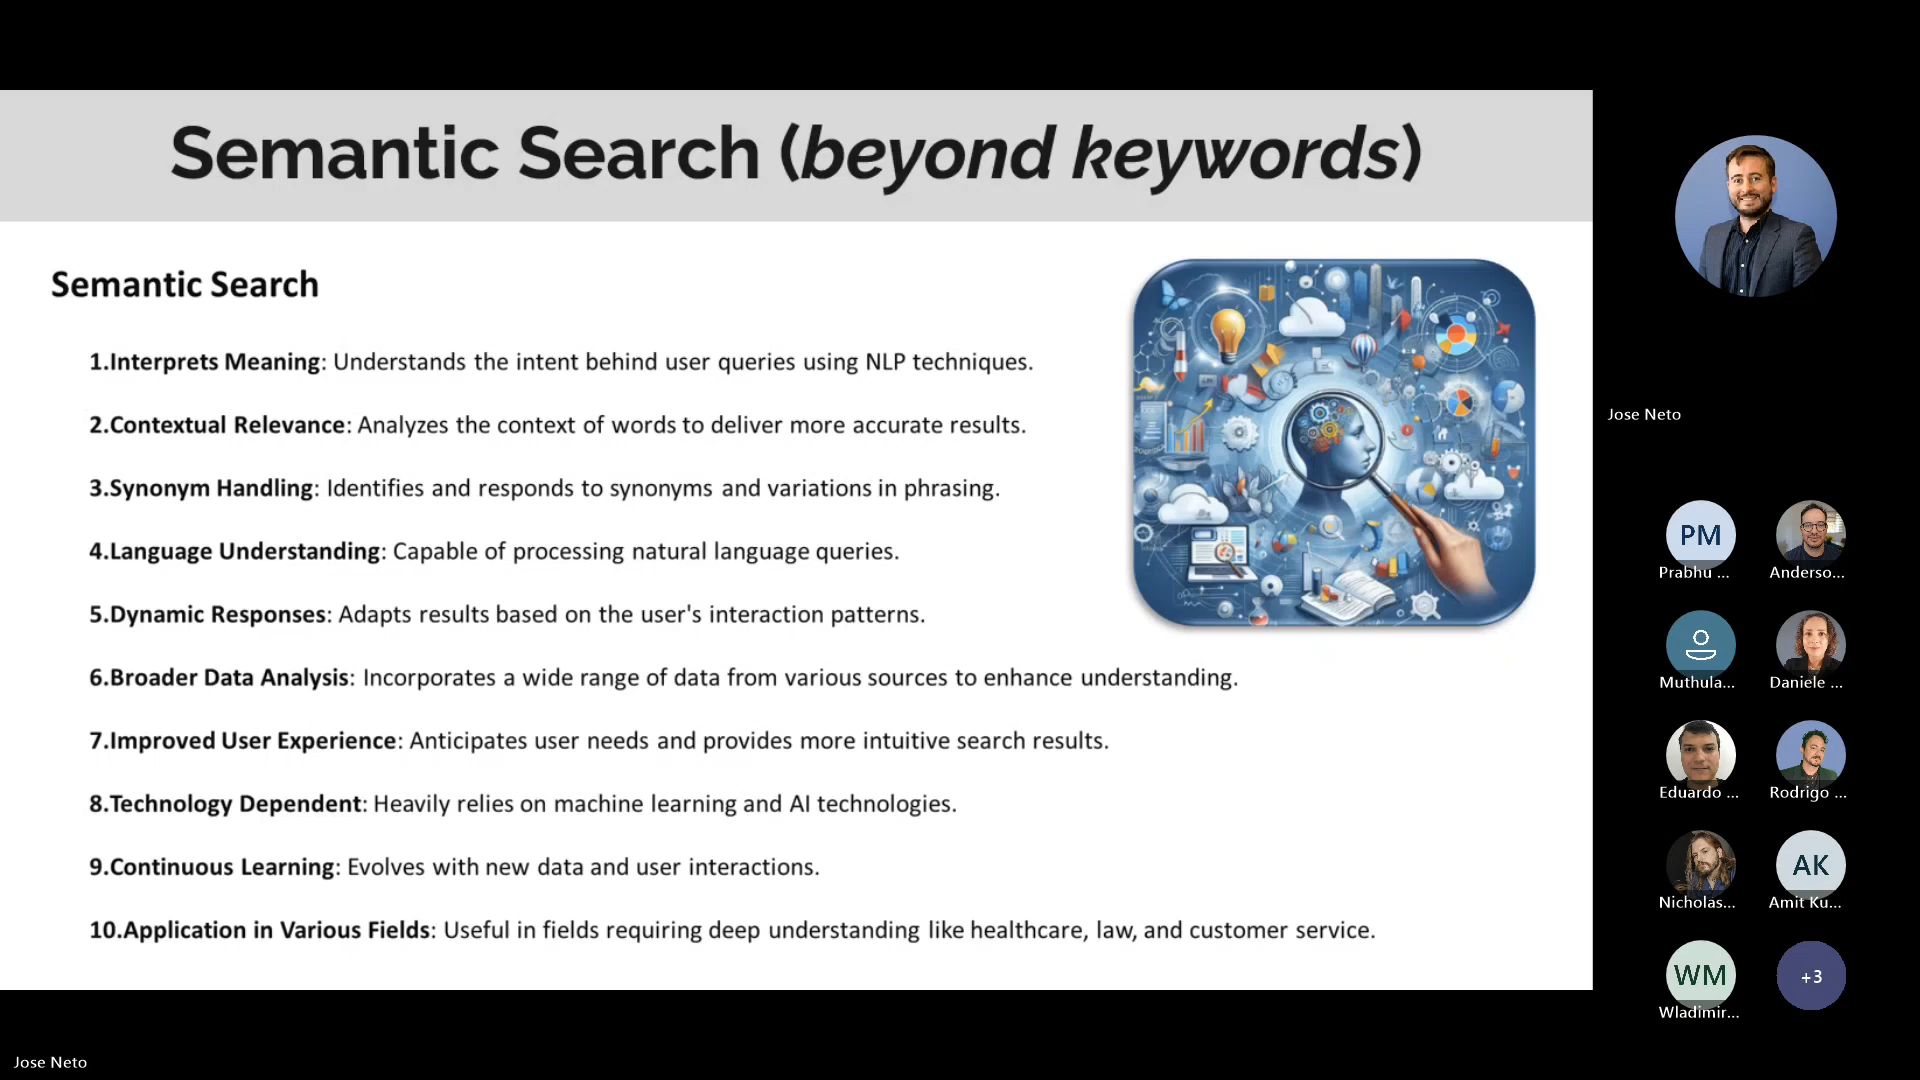 Semantic Search (beyond keywords)
Semantic Search
1.Interprets Meaning: Understands the intent behind user queries using NLP techniques.
2.Contextual Relevance: Analyzes the context of words to deliver more accurate results.
3.Synonym Handling: Identifies and responds to synonyms and variations in phrasing.
4.Language Understanding: Capable of processing natural language queries.
5.Dynamic Responses: Adapts results based on the user's interaction patterns.
6.Broader Data Analysis: Incorporates a wide range of data from various sources to enhance understanding.
7.Improved User Experience: Anticipates user needs and provides more intuitive search results.
8.Technology Dependent: Heavily relies on machine learning and AI technologies.
9.Continuous Learning: Evolves with new data and user interactions.
10.Application in Various Fields: Useful in fields requiring deep understanding like healthcare, law, and customer service.
Jose Neto
PM
Prabhu ...
Anderso...
Muthula...
Daniele ...
Eduardo ...
Rodrigo ...
Nicholas...
AK
Amit Ku...
WM
Wladimir...
+3
Jose Neto